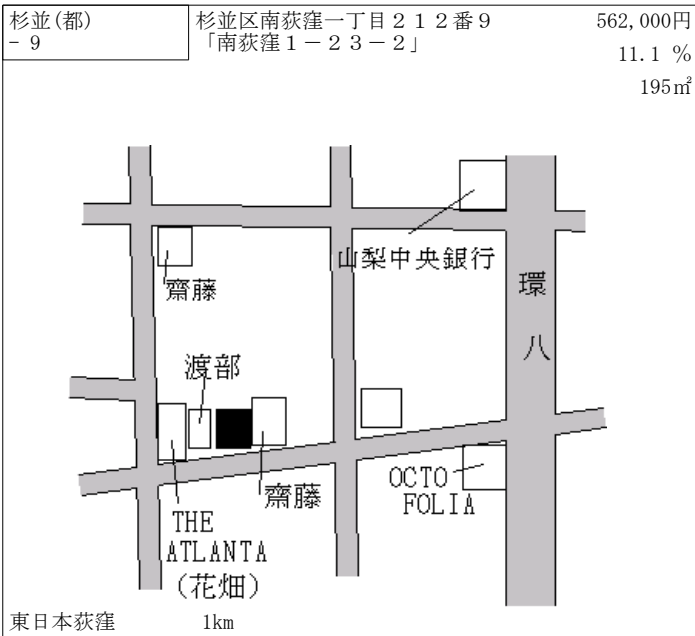 杉並(都)
- 9
杉並区南荻窪一丁目２１２番９
「南荻窪１－２３－２」
562,000円
11.1 %
195㎡
山梨中央銀行
齋藤
環
八
渡部
OCTO
FOLIA
齋藤
THE
ATLANTA
(花畑)
東日本荻窪
1km